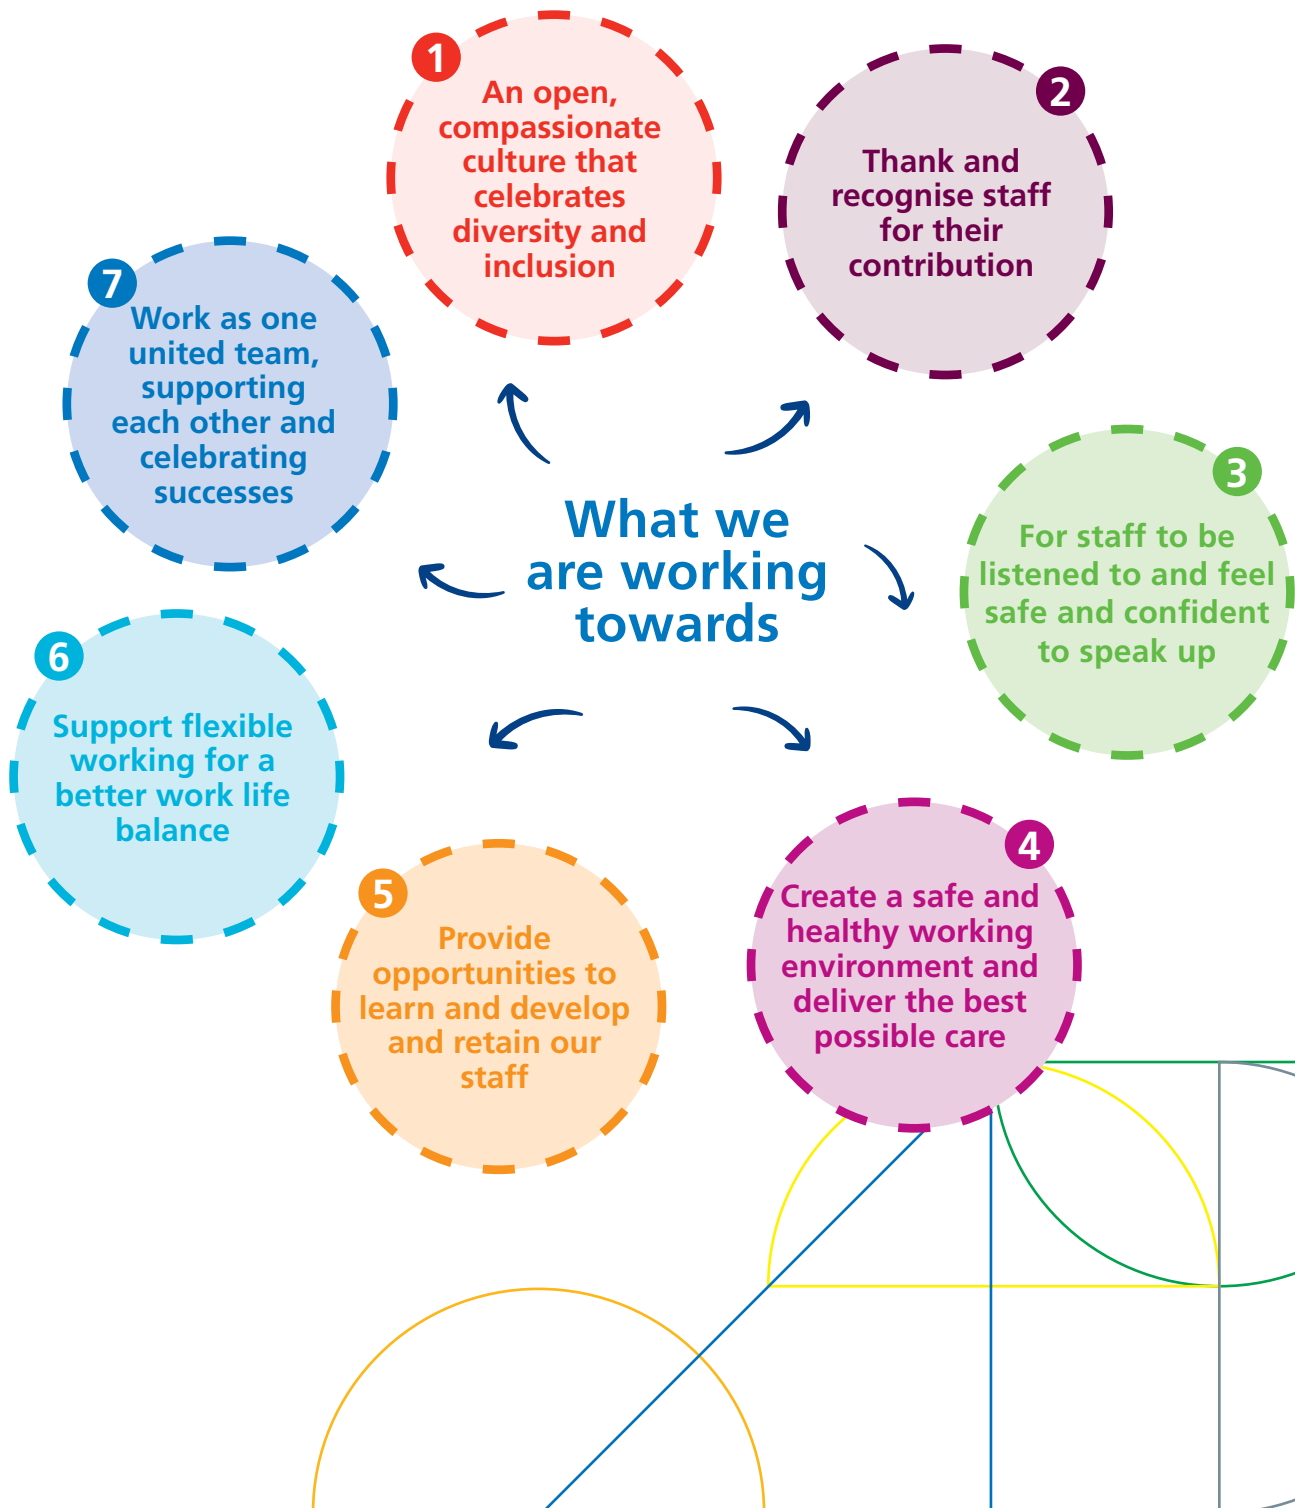 1
An open,
compassionate
culture that
celebrates
diversity and
inclusion
2
Thank and
recognise staff
for their
contribution
3
For staff to be
listened to and feel
safe and confident
to speak up
4
Create a safe and
healthy working
environment and
deliver the best
possible care
5
Provide
opportunities to
learn and develop
and retain our
staff
6
Support flexible
working for a
better work life
balance
7
Work as one
united team,
supporting
each other and
celebrating
successes
What we
are working
towards